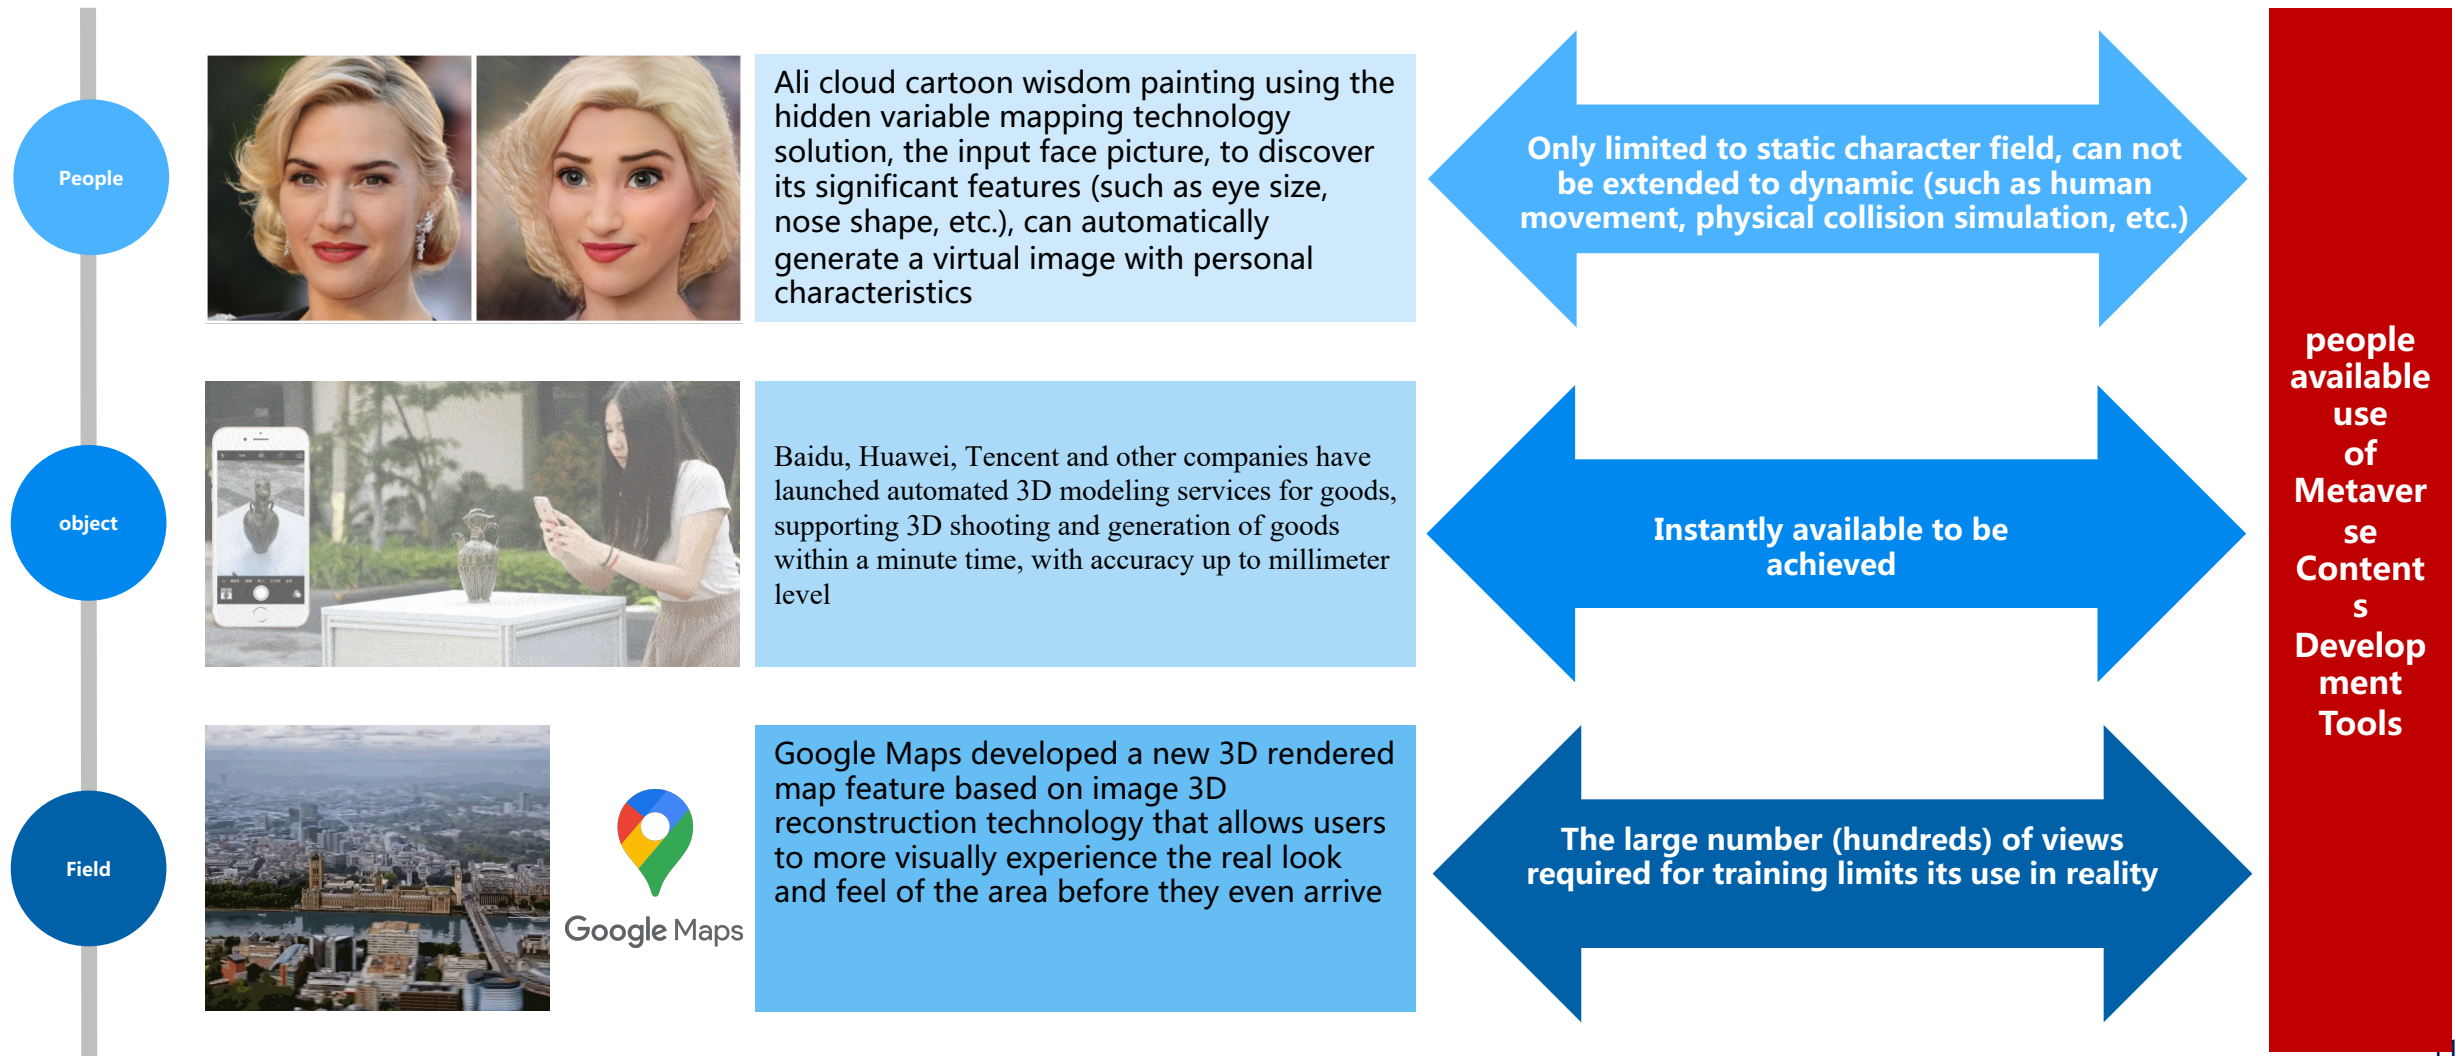 People
Ali cloud cartoon wisdom painting using the
hidden variable mapping technology
solution, the input face picture, to discover
its significant features (such as eye size,
nose shape, etc.), can automatically
generate a virtual image with personal
characteristics
Only limited to static character field, can not
be extended to dynamic (such as human
movement, physical collision simulation, etc.)
object
Baidu, Huawei, Tencent and other companies have
launched automated 3D modeling services for goods,
supporting 3D shooting and generation of goods
within a minute time, with accuracy up to millimeter
level
Instantly available to be
achieved
Field
Google Maps
Google Maps developed a new 3D rendered
map feature based on image 3D
reconstruction technology that allows users
to more visually experience the real look
and feel of the area before they even arrive
The large number (hundreds) of views
required for training limits its use in reality
people
available
use
of
Metaver
se
Content
s
Develop
ment
Tools